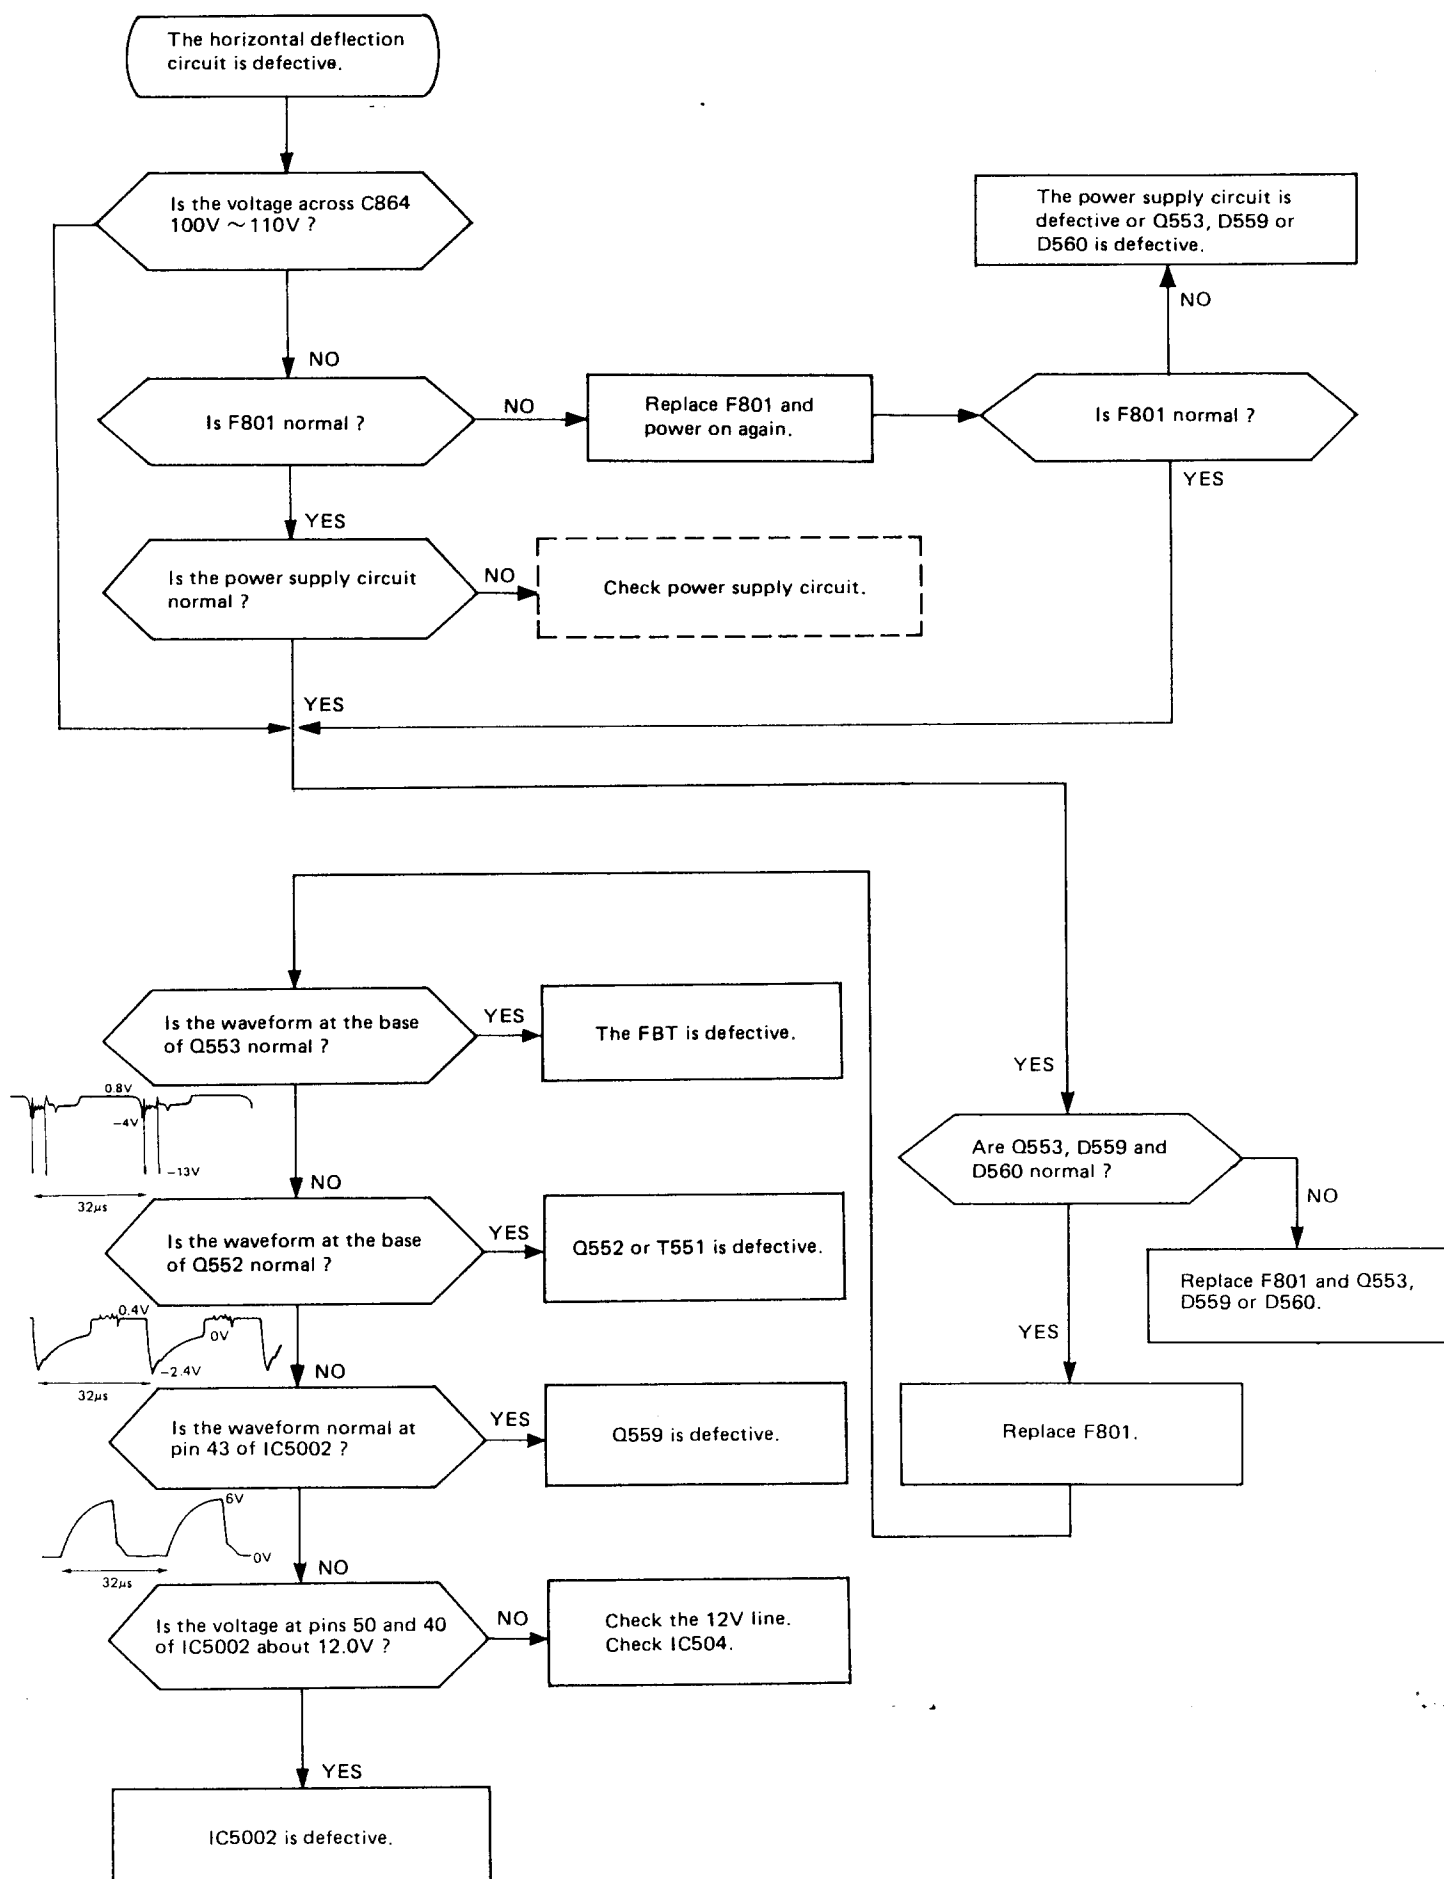 The horizontal deflection
circuit is defective.
Is the voltage across C864
100V ~ 110V ?
The power supply circuit is
defective or Q553, D559 or
D560 is defective.
NO
NO
Is F801 normal ?
NO
Replace F801 and
power on again.
Is F801 normal ?
YES
YES
Is the power supply circuit
normal ?
NO
Check power supply circuit.
YES
Is the waveform at the base
of Q553 normal ?
YES
The FBT is defective.
YES
0.8V
-4V
-13V
32µs
NO
Are Q553, D559 and
D560 normal ?
NO
Is the waveform at the base
of Q552 normal ?
YES
Q552 or T551 is defective.
Replace F801 and Q553,
D559 or D560.
YES
0.4V
0V
-2.4V
32µs
NO
Is the waveform normal at
pin 43 of IC5002 ?
YES
Q559 is defective.
Replace F801.
6V
0V
32µs
NO
Is the voltage at pins 50 and 40
of IC5002 about 12.0V ?
NO
Check the 12V line.
Check IC504.
YES
IC5002 is defective.